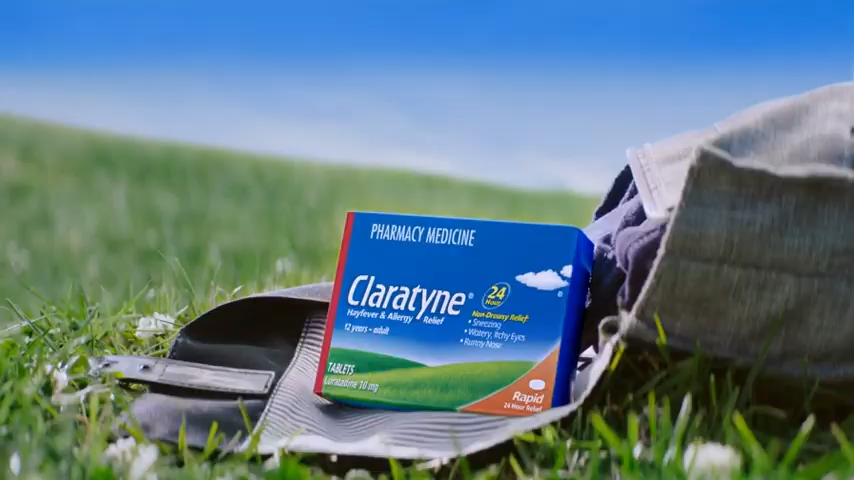 PHARMACY MEDICINE
Claratyne®
Hayfever & Allergy Relief
12 years - adult
24
HOUR
Non-Drowsy Relief
• Sneezing
• Watery, Itchy Eyes
• Runny Nose
TABLETS
Loratadine 10 mg
Rapid
24 Hour Relief